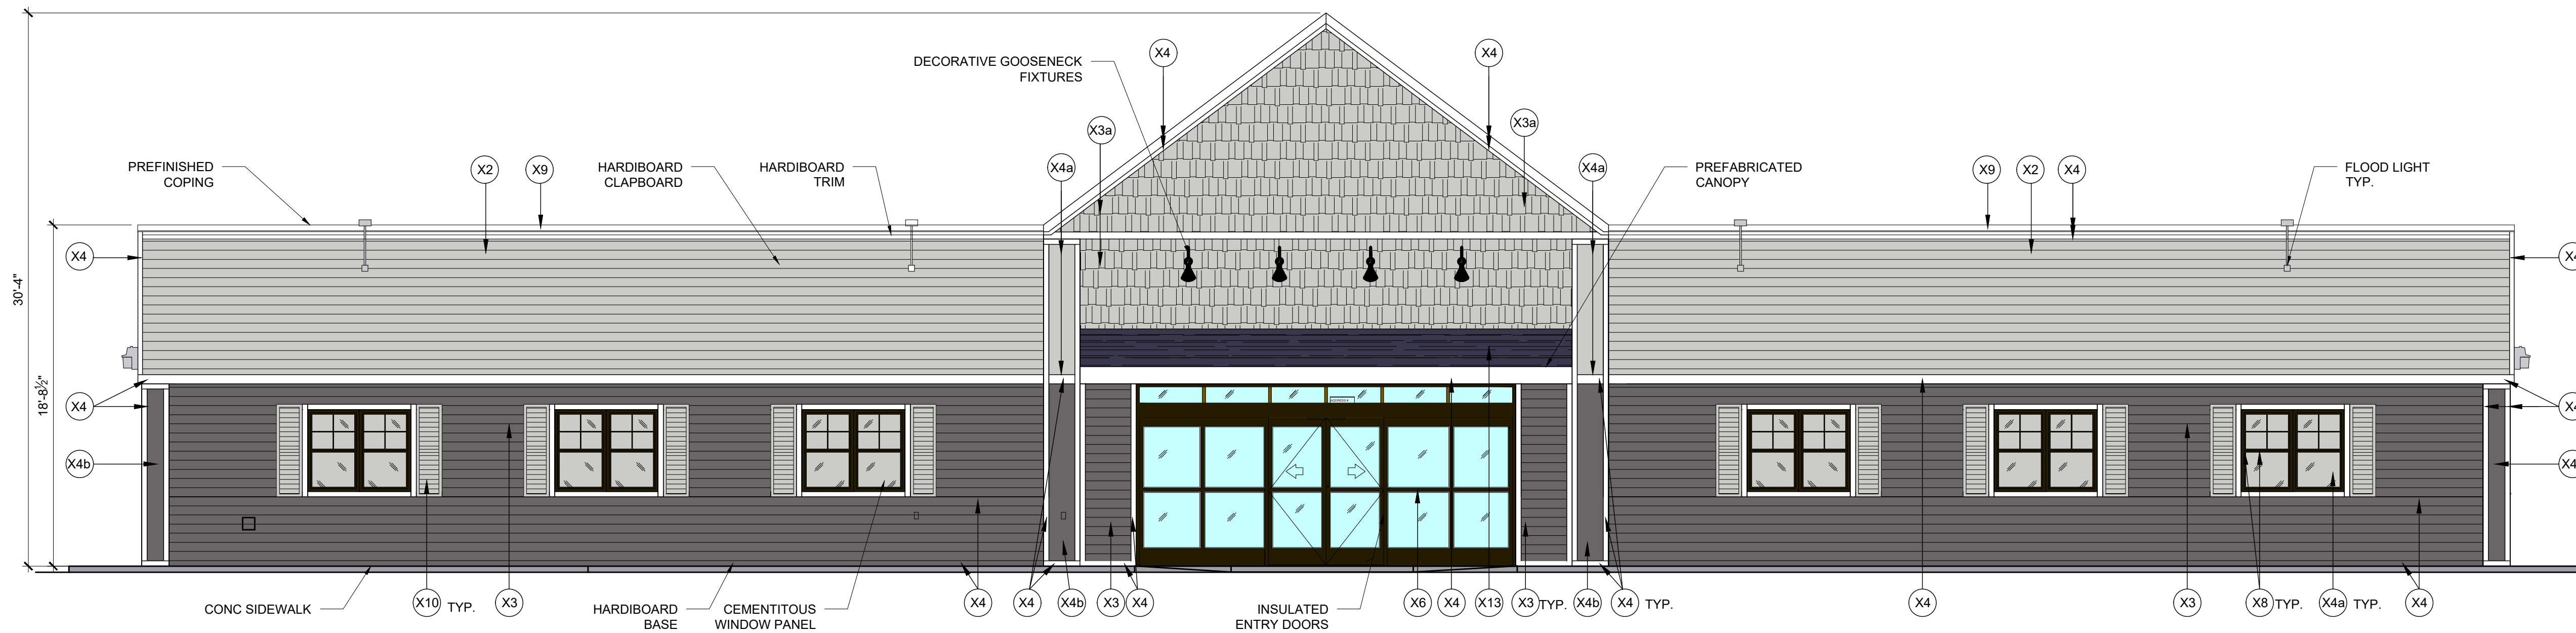 X4
X4
DECORATIVE GOOSENECK
FIXTURES
X3a
X3a
PREFINISHED
COPING
X2
X9
HARDIBOARD
CLAPBOARD
HARDIBOARD
TRIM
X4a
X4a
PREFABRICATED
CANOPY
X9
X2
X4
FLOOD LIGHT
TYP.
X4
X4
30'-4"
18'-8½"
X4
X4
X4b
X4
CONC SIDEWALK
X10 TYP.
X3
HARDIBOARD
BASE
CEMENTITOUS
WINDOW PANEL
X4
X4
X4b
X3
X4
INSULATED
ENTRY DOORS
X6
X4
X13
X3 TYP.
X4b
X4 TYP.
X4
X3
X8 TYP.
X4a TYP.
X4